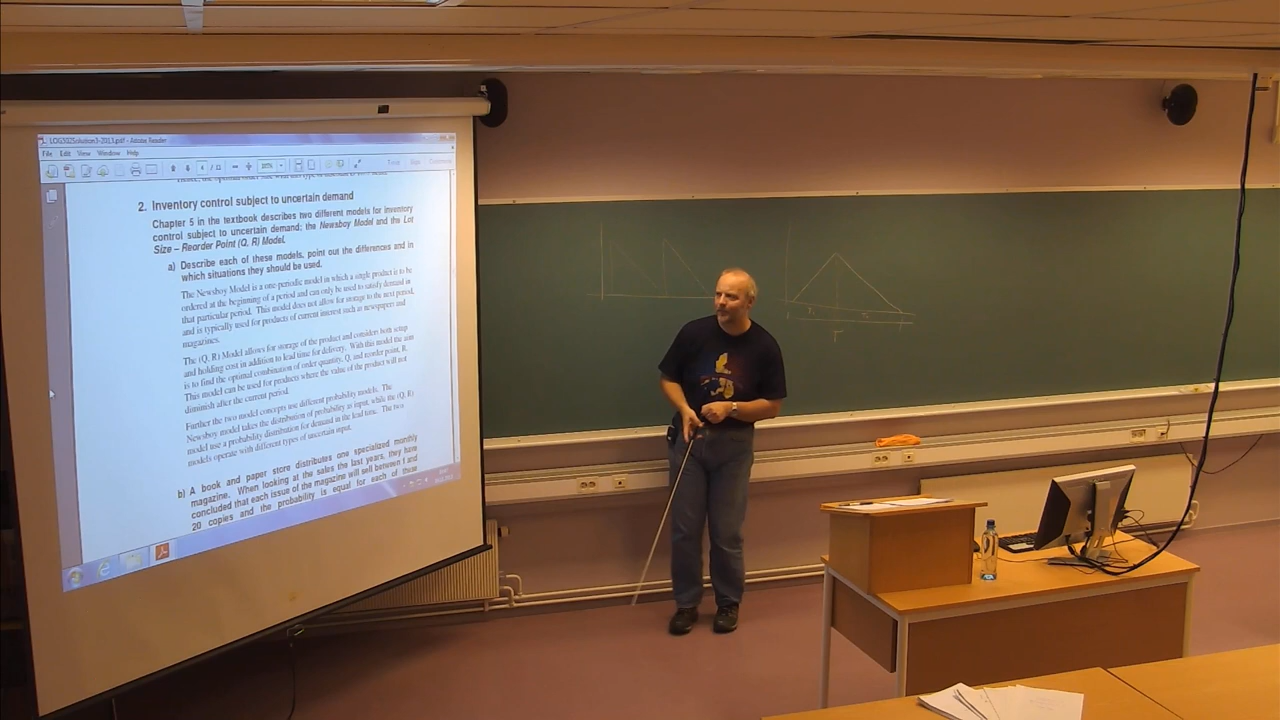 LOG302Solution3-2013.pdf - Adobe Reader
File Edit View Window Help
2. Inventory control subject to uncertain demand
Chapter 5 in the textbook describes two different models for inventory
control subject to uncertain demand; the Newsboy Model and the Lot
Size – Reorder Point (Q, R) Model.
a) Describe each of these models, point out the differences and in
which situations they should be used.
The Newsboy Model is a one-periodic model in which a single product is to be
ordered at the beginning of a period and can only be used to satisfy demand in
that particular period. This model does not allow for storage to the next period,
and is typically used for products of current interest such as newspapers and
magazines.
The (Q, R) Model allows for storage of the product and considers both setup
and holding cost in addition to lead time for delivery. With this model the aim
is to find the optimal combination of order quantity, Q, and reorder point, R.
This model can be used for products where the value of the product will not
diminish after the current period.
Further the two model concepts use different probability models. The
Newsboy model takes the distribution of probability as input, while the (Q, R)
model use a probability distribution for demand in the lead time. The two
models operate with different types of uncertain input.
b) A book and paper store distributes one specialized monthly
magazine. When looking at the sales the last years, they have
concluded that each issue of the magazine will sell between 1 and
20 copies and the probability is equal for each of these
T